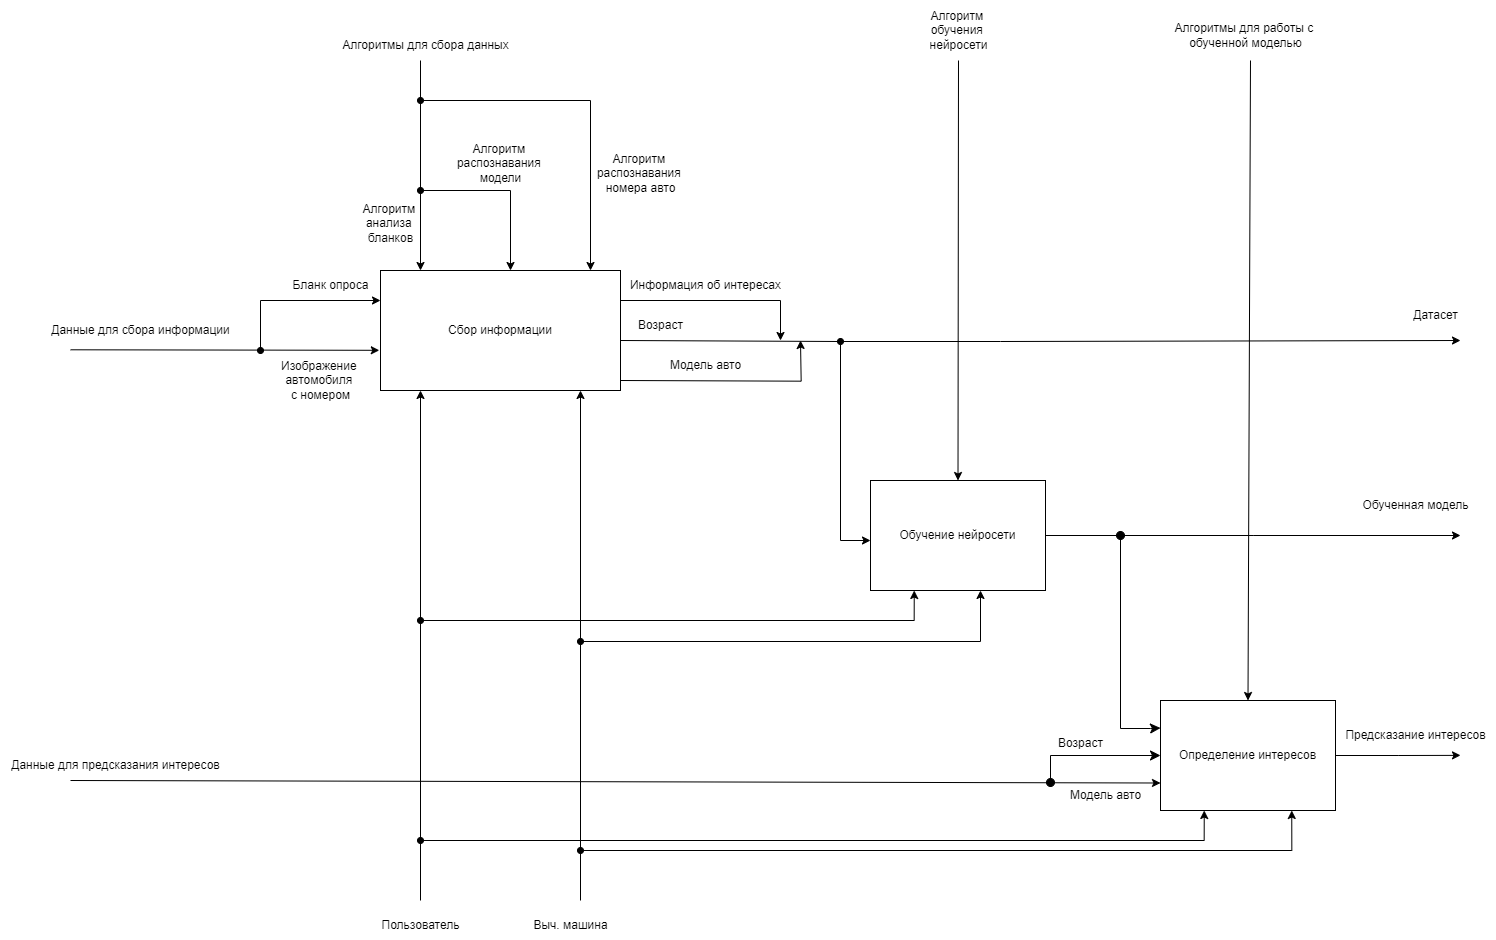 Алгоритм
обучения
нейросети
Алгоритмы для работы с
обученной моделью
Алгоритмы для сбора данных
Алгоритм
распознавания
модели
Алгоритм
распознавания
номера авто
Алгоритм
анализа
бланков
Бланк опроса
Информация об интересах
Данные для сбора информации
Сбор информации
Возраст
Датасет
Изображение
автомобиля
с номером
Модель авто
Обученная модель
Обучение нейросети
Данные для предсказания интересов
Возраст
Определение интересов
Предсказание интересов
Модель авто
Пользователь
Выч. машина